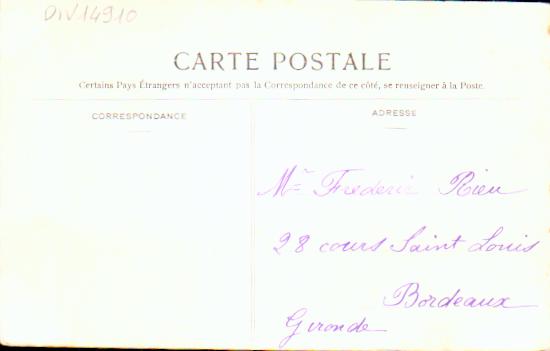 DIV14910
CARTE POSTALE
Certains Pays Étrangers n'acceptant pas la Correspondance de ce côté, se renseigner à la Poste.
CORRESPONDANCE
ADRESSE
Mr Frederic Rieu
28 cours Saint Louis
Bordeaux
Gironde